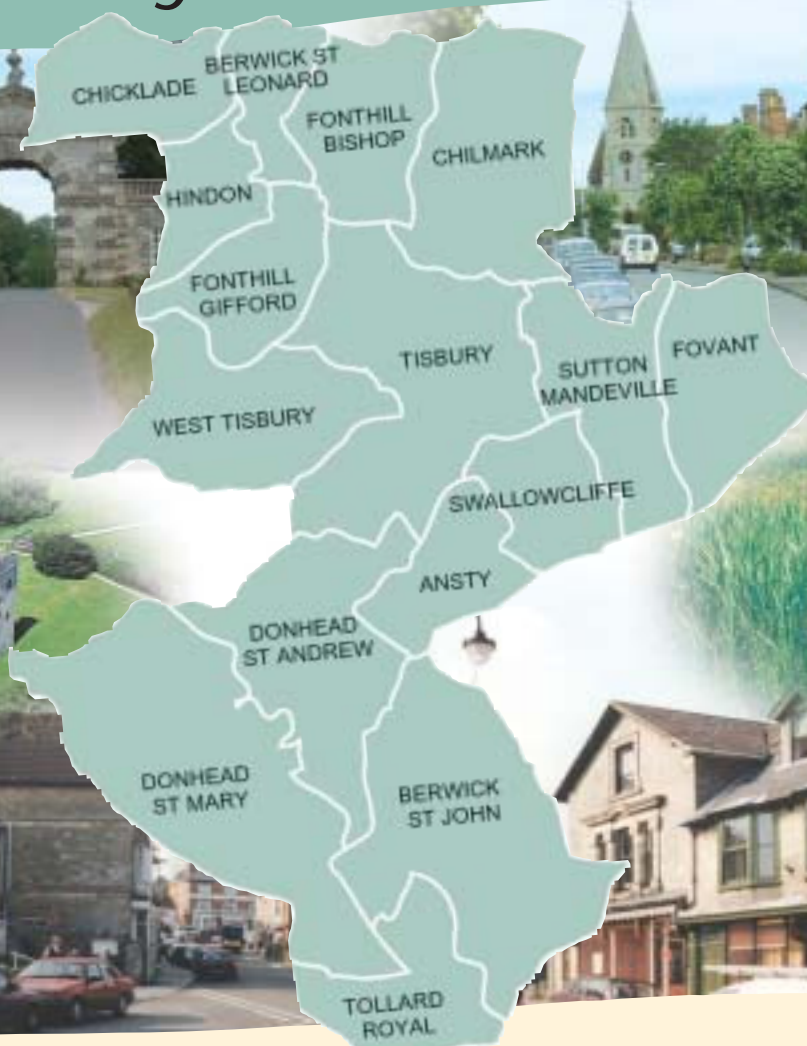 CHICKLADE
BERWICK ST
LEONARD
FONTHILL
BISHOP
CHILMARK
HINDON
FONTHILL
GIFFORD
TISBURY
SUTTON
MANDEVILLE
FOVANT
WEST TISBURY
SWALLOWCLIFFE
ANSTY
DONHEAD
ST ANDREW
DONHEAD
ST MARY
BERWICK
ST JOHN
TOLLARD
ROYAL